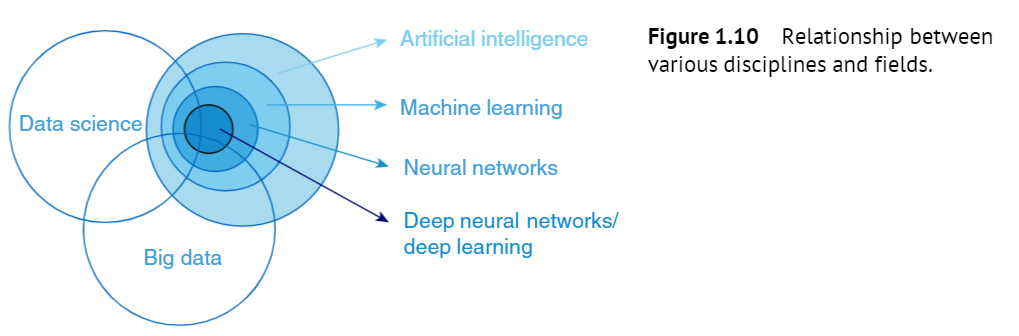 Data science
Big data
Artificial intelligence
Machine learning
Neural networks
Deep neural networks/
deep learning
Figure 1.10 Relationship between
various disciplines and fields.